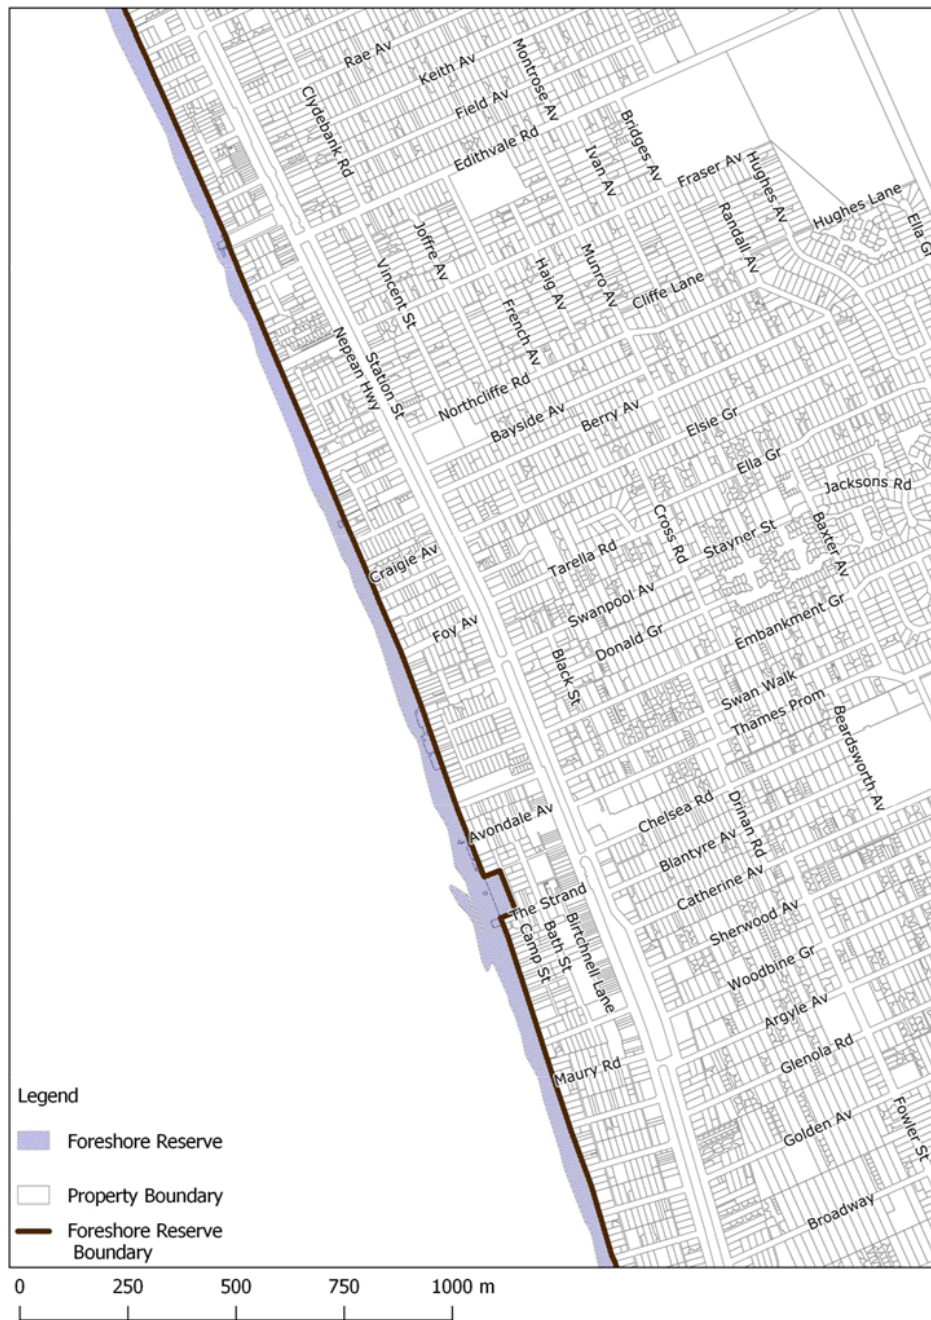 Rae Av
Keith Av
Montrose Av
Clydebank Rd
Field Av
Edithvale Rd
Bridges Av
Ivan Av
Fraser Av
Hughes Av
Hughes Lane
Ella Gr
Randall Av
Joffre Av
Vincent St
Haig Av
Munro Av
Cliffe Lane
French Av
Nepean Hwy
Station St
Northcliffe Rd
Bayside Av
Berry Av
Elsie Gr
Ella Gr
Jacksons Rd
Cross Rd
Stayner St
Baxter Av
Craigie Av
Tarella Rd
Swanpool Av
Foy Av
Donald Gr
Embankment Gr
Black St
Swan Walk
Thames Prom
Beardsworth Av
Avondale Av
Chelsea Rd
Drinan Rd
Blantyre Av
Catherine Av
The Strand
Camp St
Bath St
Birtchnell Lane
Sherwood Av
Woodbine Gr
Argyle Av
Glenola Rd
Maury Rd
Golden Av
Fowler St
Broadway
Legend
Foreshore Reserve
Property Boundary
Foreshore Reserve
Boundary
0 250 500 750 1000 m